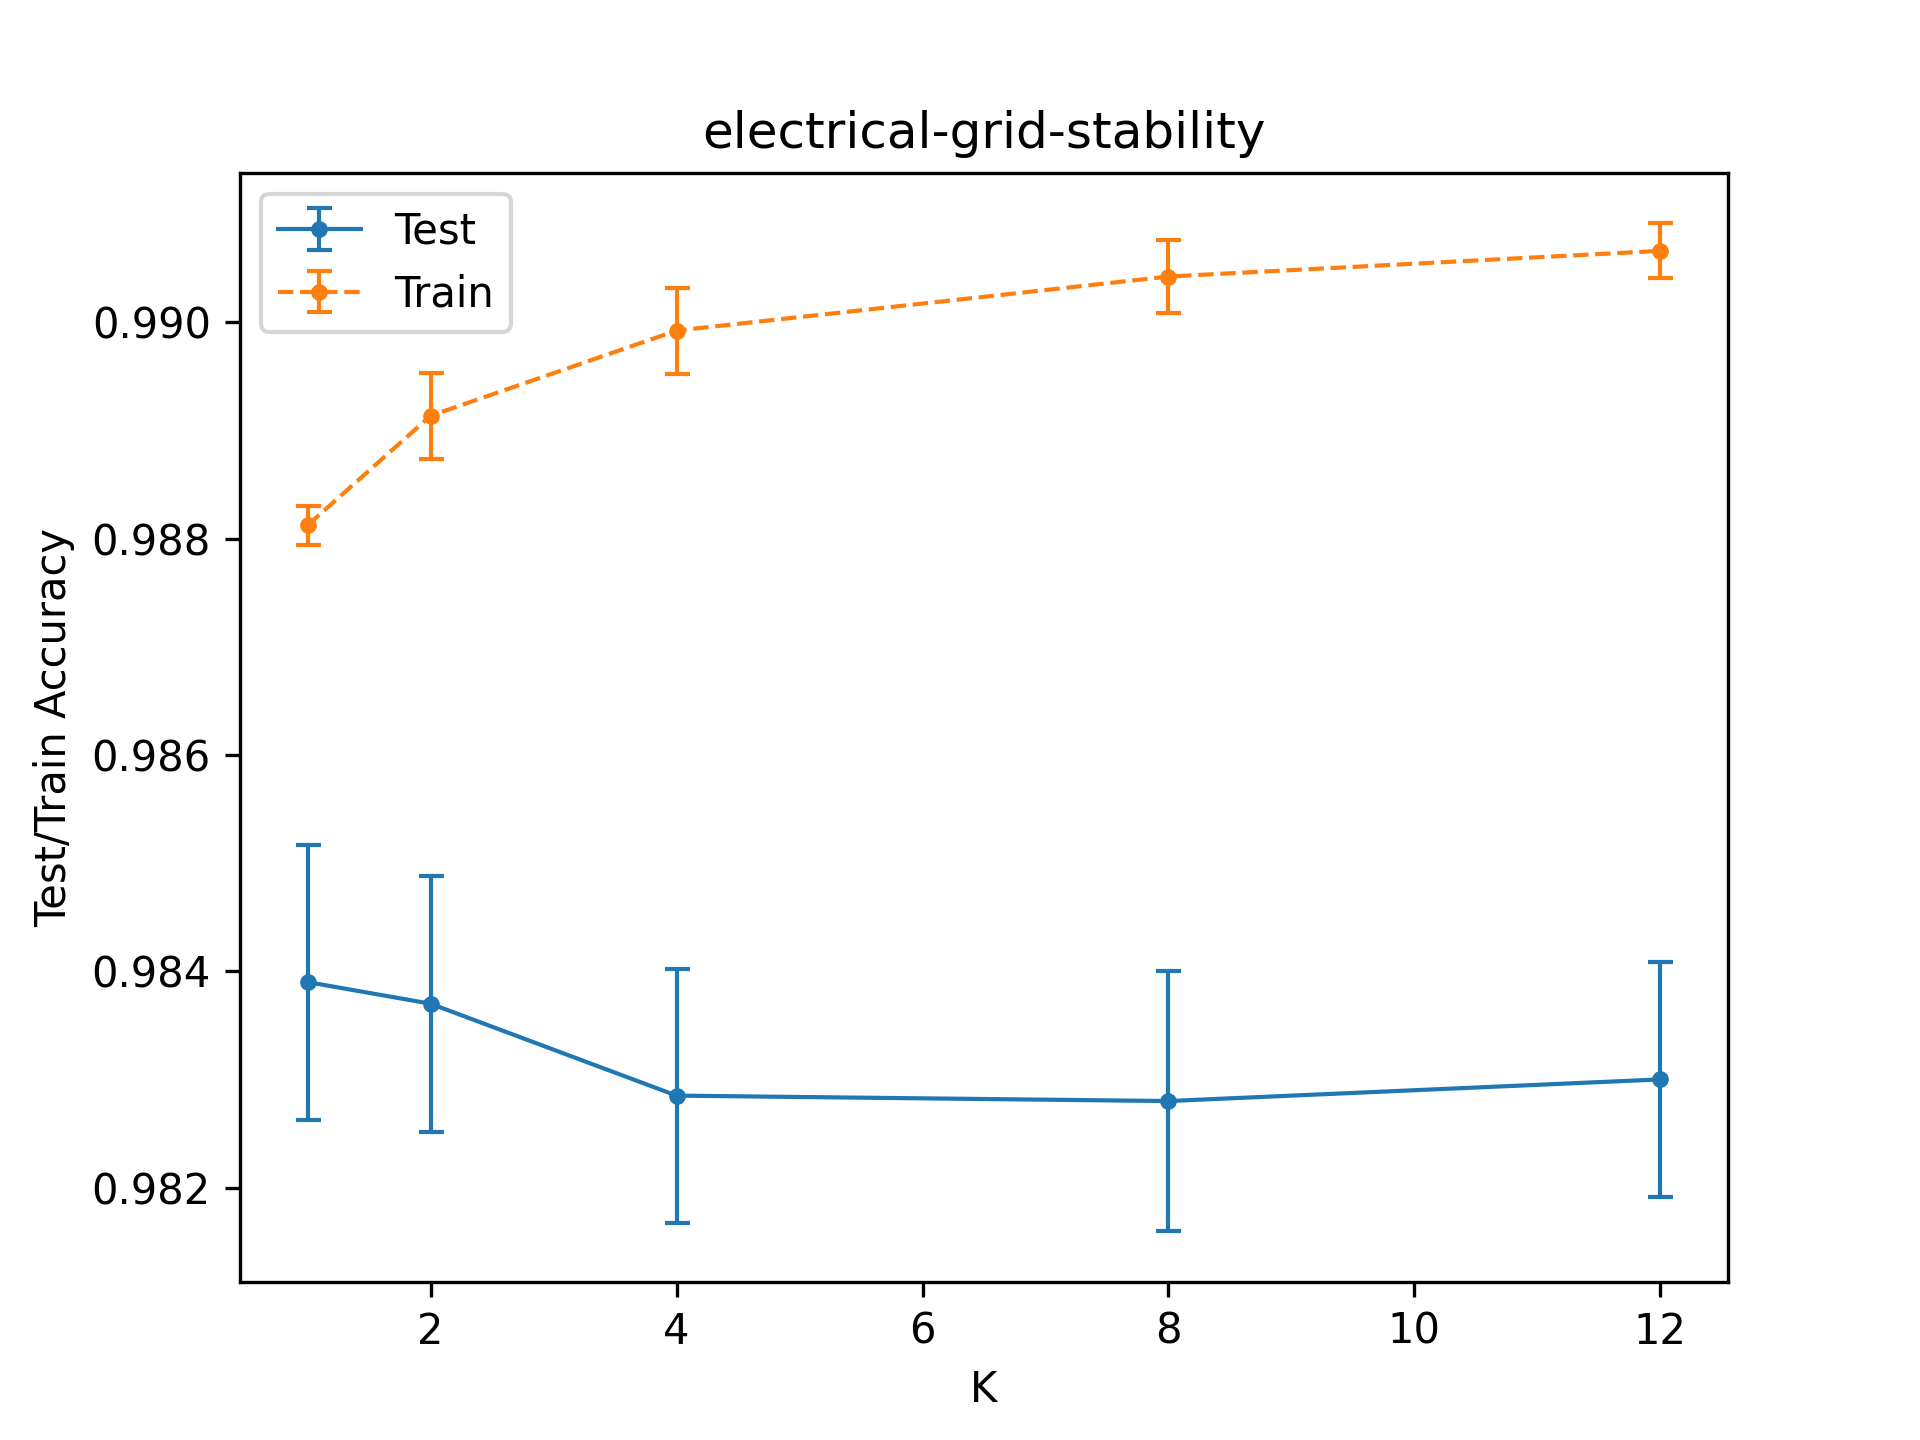 electrical-grid-stability
Test
Train
0.990
0.988
0.986
0.984
0.982
Test/Train Accuracy
2 4 6 8 10 12
K